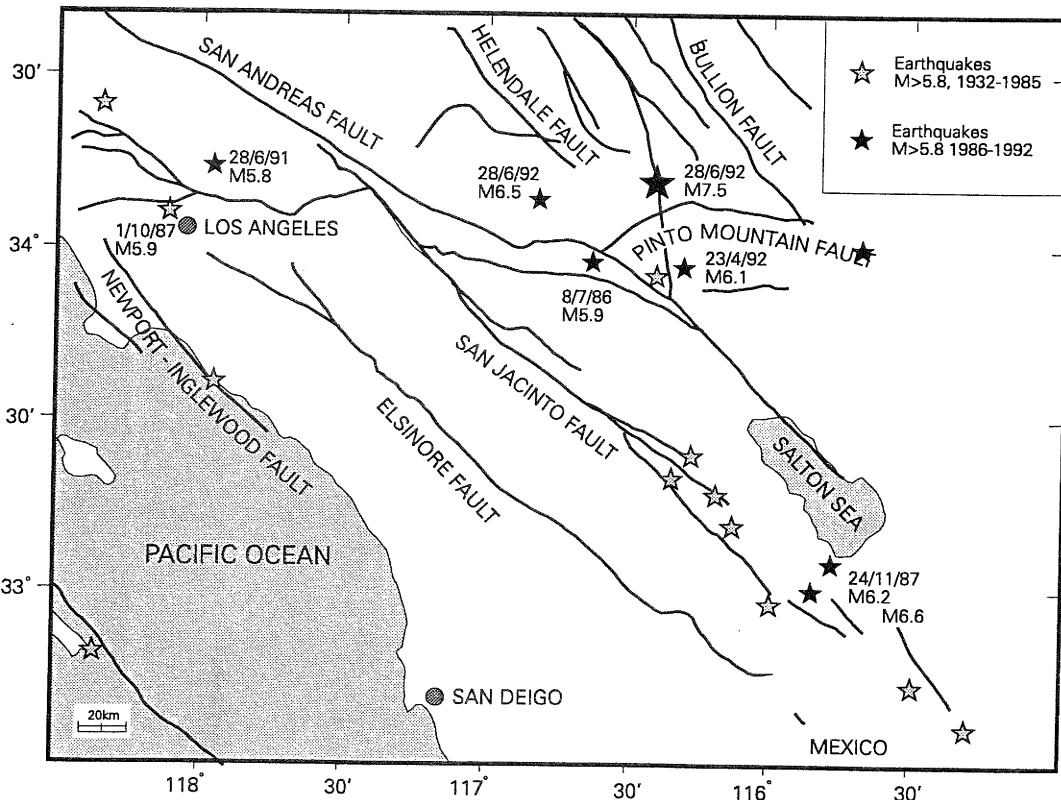 30′
34°
30′
33°
118°
30′
117°
30′
116°
30′
SAN ANDREAS FAULT
HELENDALE FAULT
BULLION FAULT
Earthquakes
M>5.8, 1932-1985
Earthquakes
M>5.8 1986-1992
28/6/91
M5.8
28/6/92
M6.5
28/6/92
M7.5
1/10/87
M5.9
LOS ANGELES
PINTO MOUNTAIN FAULT
23/4/92
M6.1
8/7/86
M5.9
NEWPORT - INGLEWOOD FAULT
SAN JACINTO FAULT
ELSINORE FAULT
SALTON SEA
PACIFIC OCEAN
24/11/87
M6.2
M6.6
SAN DEIGO
20km
MEXICO